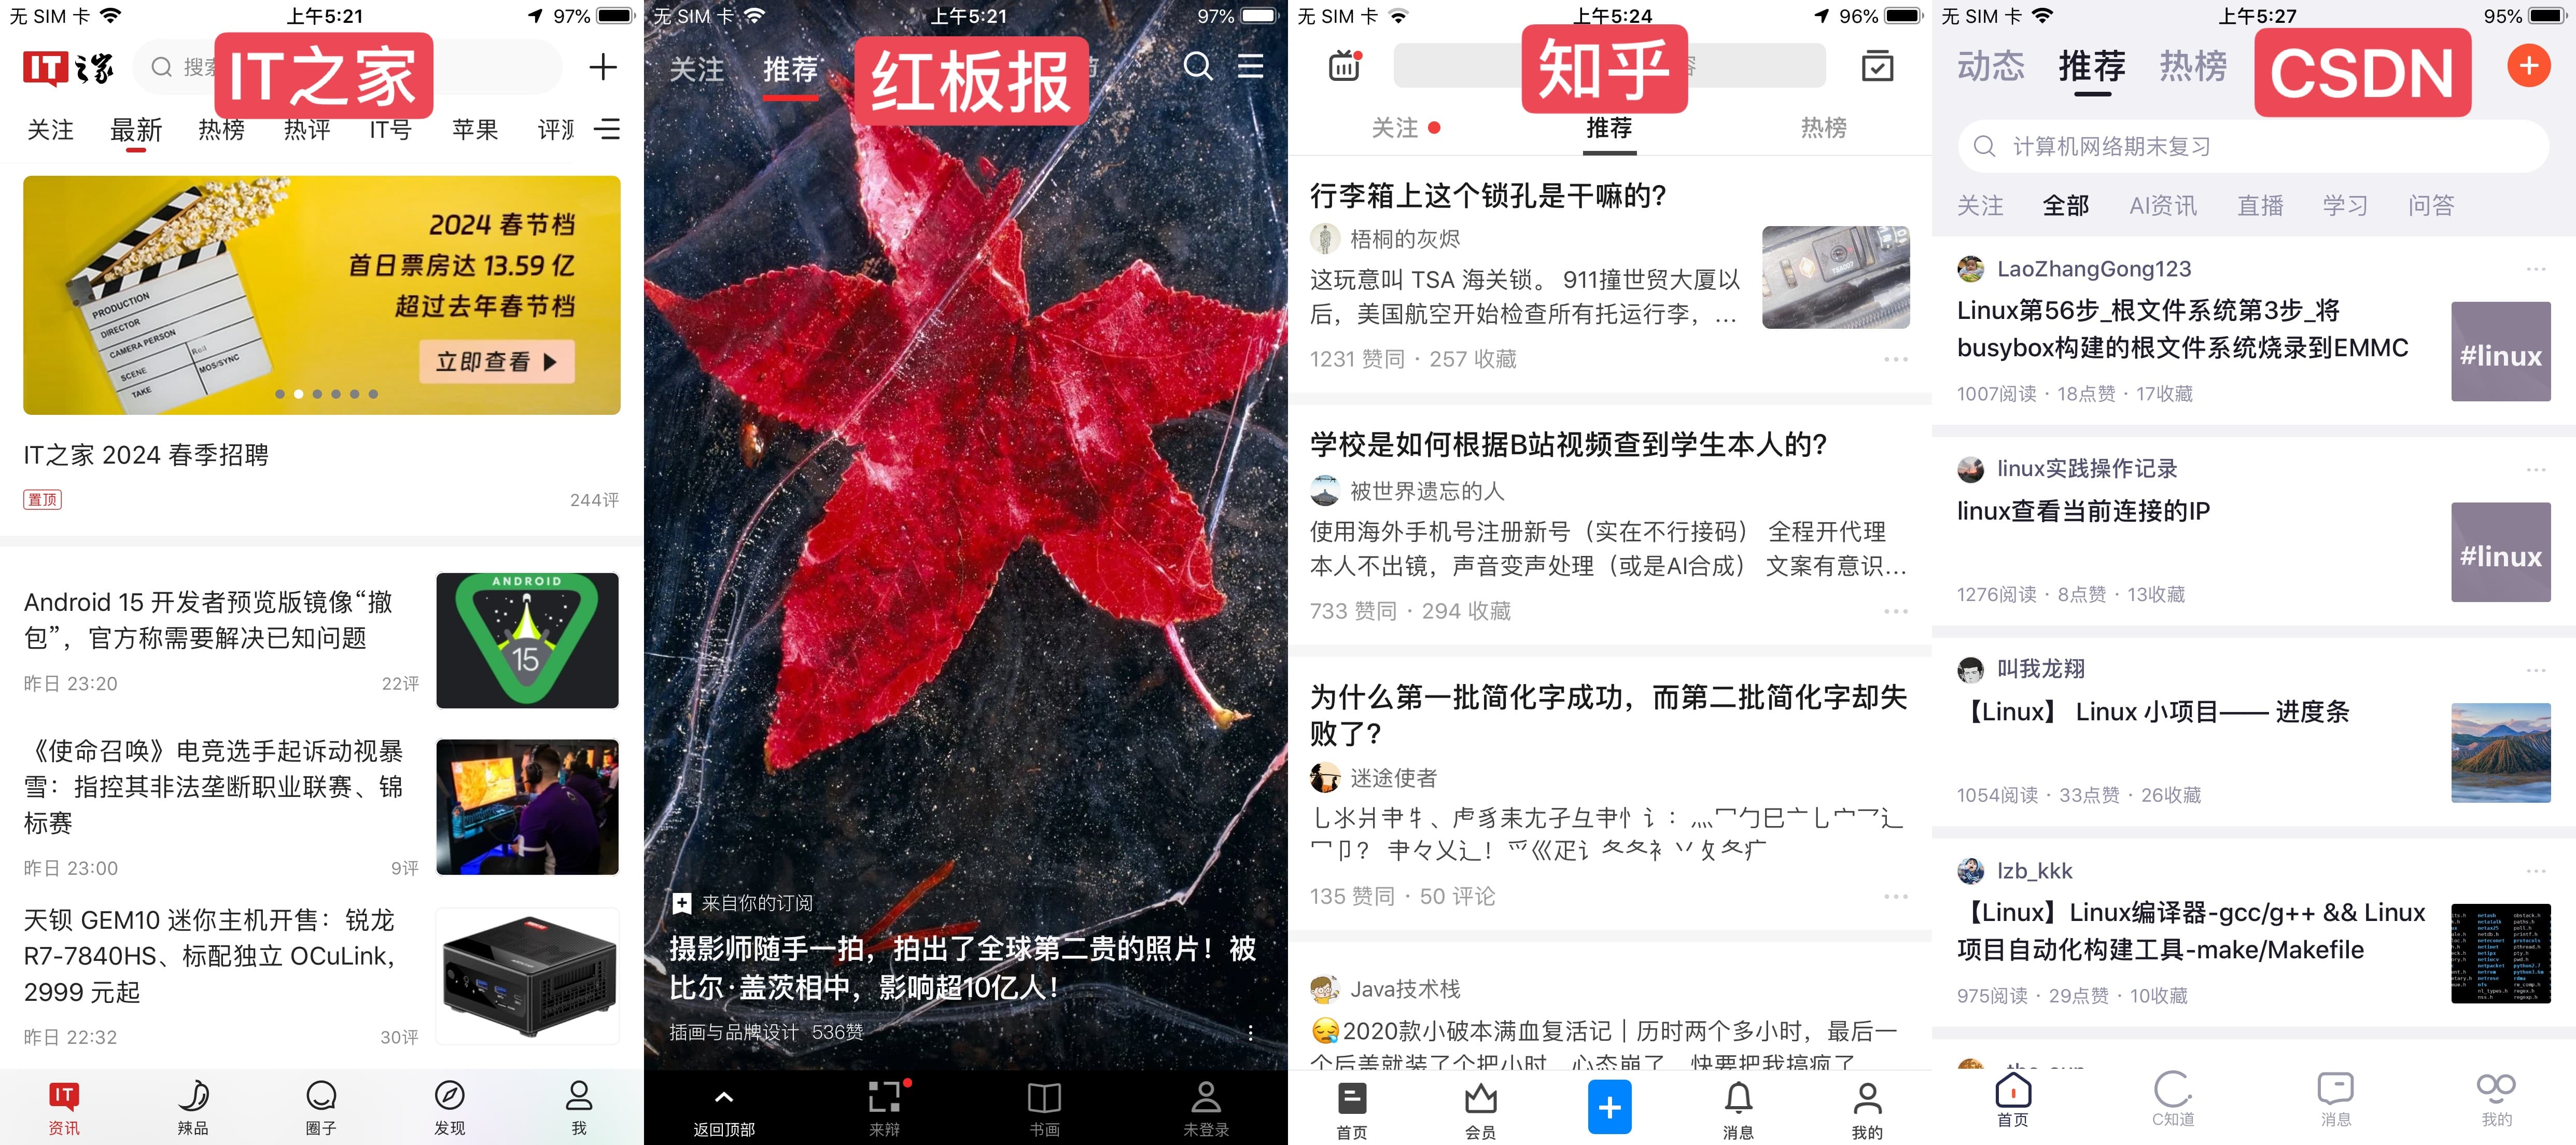 无 SIM 卡
上午5:21
97%
IT之家
搜索
IT之家
关注
最新
热榜
热评
IT号
苹果
评测
2024 春节档
首日票房达 13.59 亿
超过去年春节档
立即查看
PRODUCTION
DIRECTOR
CAMERA PERSON
SCENE
TAKE
Roll
MOS/SYNC
IT之家 2024 春季招聘
置顶
244评
Android 15 开发者预览版镜像“撤
包”，官方称需要解决已知问题
昨日 23:20
22评
ANDROID
15
《使命召唤》电竞选手起诉动视暴
雪：指控其非法垄断职业联赛、锦
标赛
昨日 23:00
9评
天钡 GEM10 迷你主机开售：锐龙
R7-7840HS、标配独立 OCuLink，
2999 元起
昨日 22:32
30评
资讯
辣品
圈子
发现
我
无 SIM 卡
上午5:21
97%
关注
推荐
红板报
来自你的订阅
摄影师随手一拍，拍出了全球第二贵的照片！被
比尔·盖茨相中，影响超10亿人！
插画与品牌设计 536赞
返回顶部
来辩
书画
未登录
无 SIM 卡
上午5:24
96%
知乎
关注
推荐
热榜
行李箱上这个锁孔是干嘛的？
梧桐的灰烬
这玩意叫 TSA 海关锁。 911撞世贸大厦以
后，美国航空开始检查所有托运行李，...
1231 赞同 · 257 收藏
学校是如何根据B站视频查到学生本人的？
被世界遗忘的人
使用海外手机号注册新号（实在不行接码） 全程开代理
本人不出镜，声音变声处理（或是AI合成） 文案有意识...
733 赞同 · 294 收藏
为什么第一批简化字成功，而第二批简化字却失
败了？
迷途使者
135 赞同 · 50 评论
Java技术栈
😪2020款小破本满血复活记｜历时两个多小时，最后一
个后盖就装了个把小时，心态崩了，快要把我搞疯了
首页
会员
消息
我的
无 SIM 卡
上午5:27
95%
动态
推荐
热榜
CSDN
计算机网络期末复习
关注
全部
AI资讯
直播
学习
问答
LaoZhangGong123
Linux第56步_根文件系统第3步_将
busybox构建的根文件系统烧录到EMMC
1007阅读 · 18点赞 · 17收藏
#linux
linux实践操作记录
linux查看当前连接的IP
1276阅读 · 8点赞 · 13收藏
#linux
叫我龙翔
【Linux】 Linux 小项目—— 进度条
1054阅读 · 33点赞 · 26收藏
lzb_kkk
【Linux】Linux编译器-gcc/g++ && Linux
项目自动化构建工具-make/Makefile
975阅读 · 29点赞 · 10收藏
首页
C知道
消息
我的